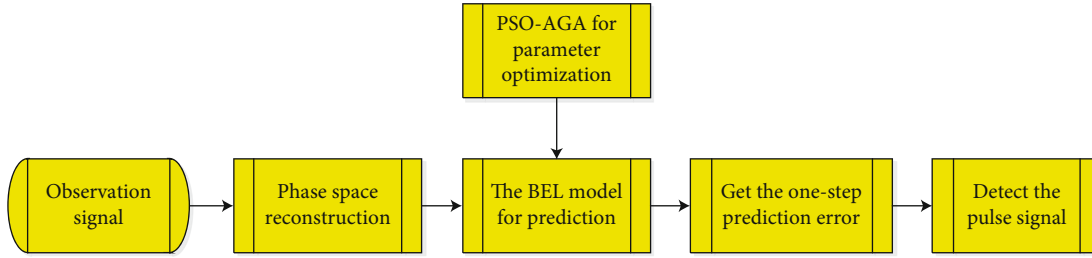 PSO-AGA for
parameter
optimization
Observation
signal
Phase space
reconstruction
The BEL model
for prediction
Get the one-step
prediction error
Detect the
pulse signal